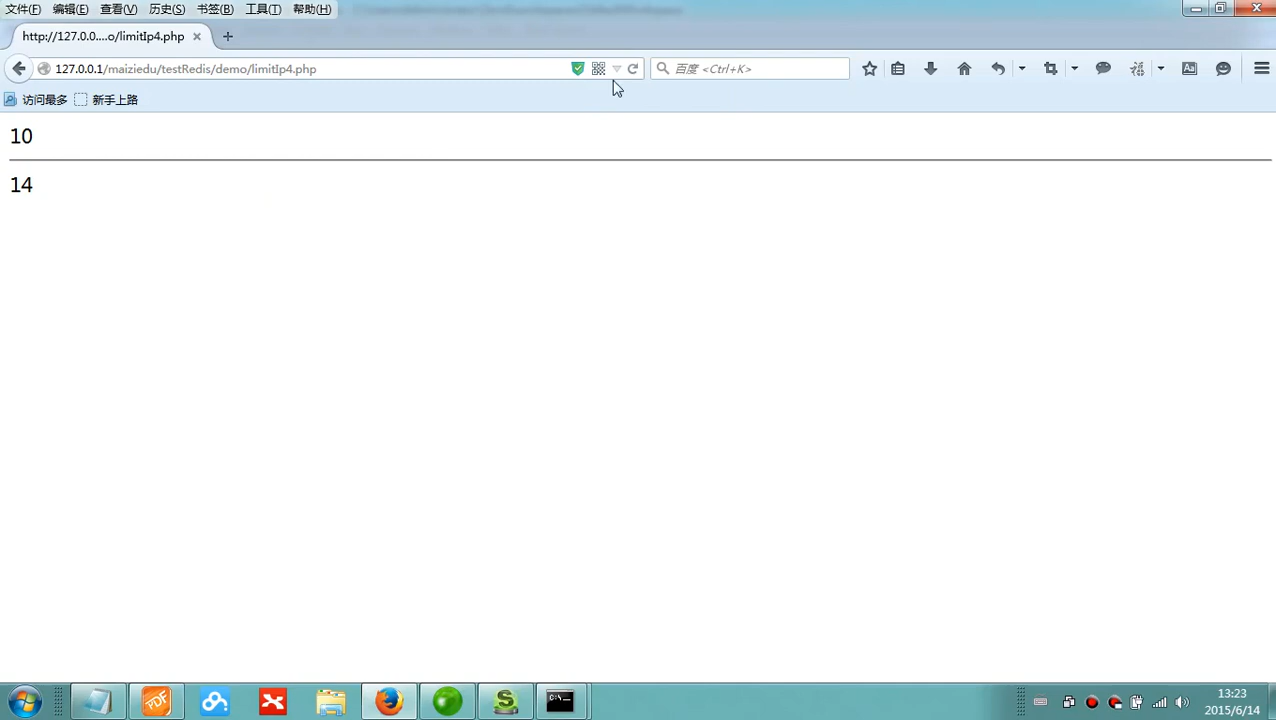 文件(F) 编辑(E) 查看(V) 历史(S) 书签(B) 工具(T) 帮助(H)
http://127.0.0....o/limitIp4.php
127.0.0.1/maiziedu/testRedis/demo/limitIp4.php 百度 <Ctrl+K>
访问最多 新手上路
10
14
13:23
2015/6/14